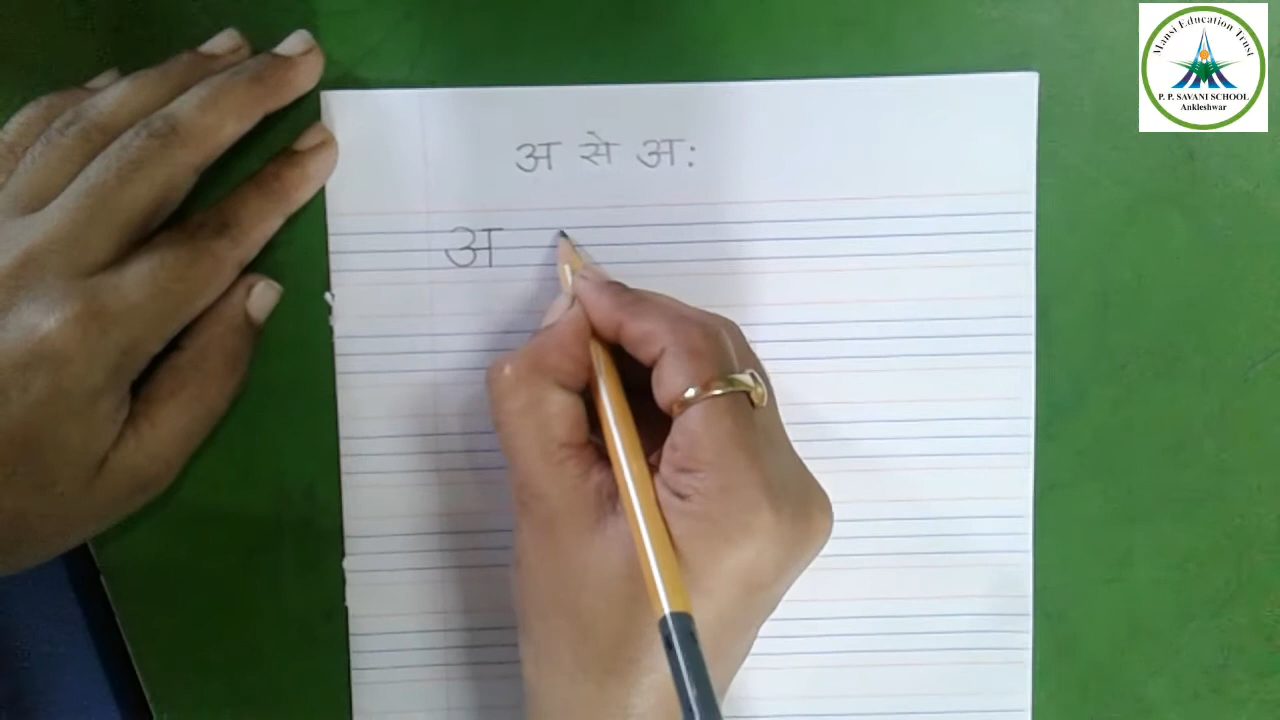 Mansi Education Trust
P. P. SAVANI SCHOOL
Ankleshwar
अ से अः
अ